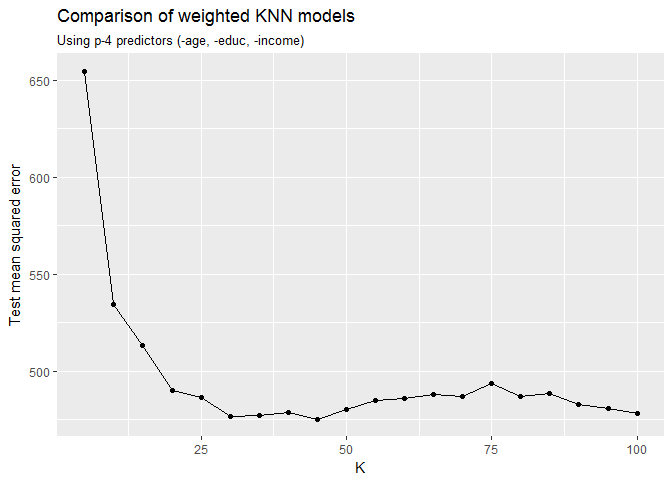 Comparison of weighted KNN models
Using p-4 predictors (-age, -educ, -income)
650
600
550
500
Test mean squared error
25
50
75
100
K